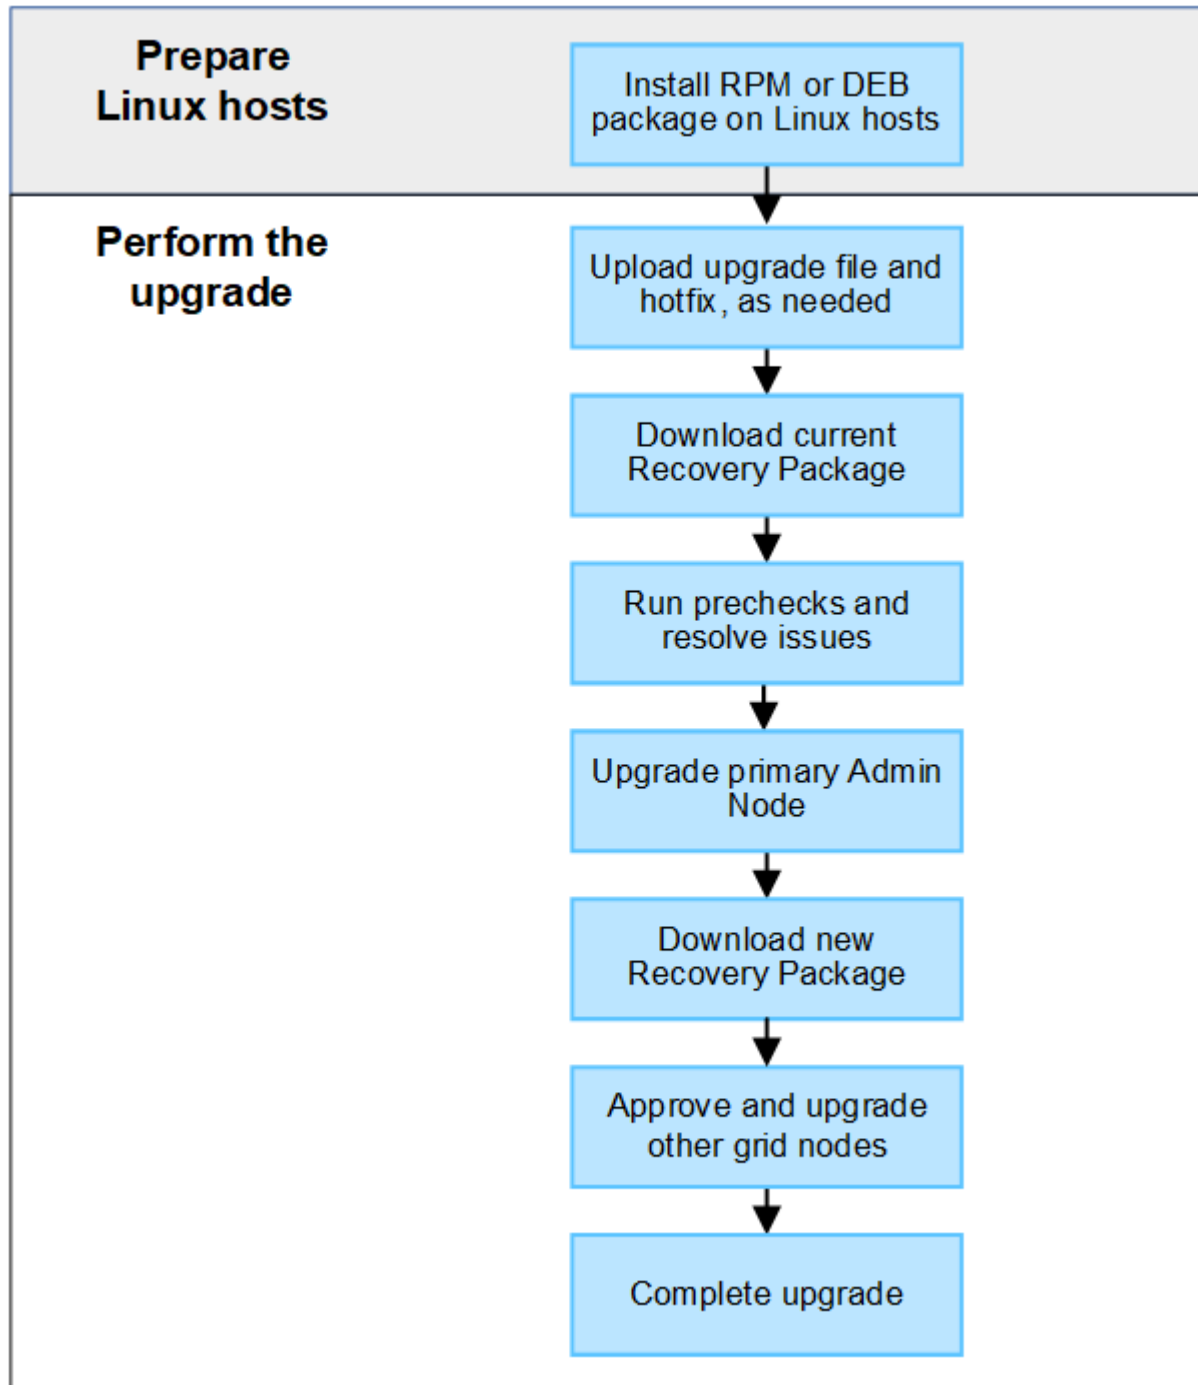 Prepare
Linux hosts
Install RPM or DEB
package on Linux hosts
Perform the
upgrade
Upload upgrade file and
hotfix, as needed
Download current
Recovery Package
Run prechecks and
resolve issues
Upgrade primary Admin
Node
Download new
Recovery Package
Approve and upgrade
other grid nodes
Complete upgrade